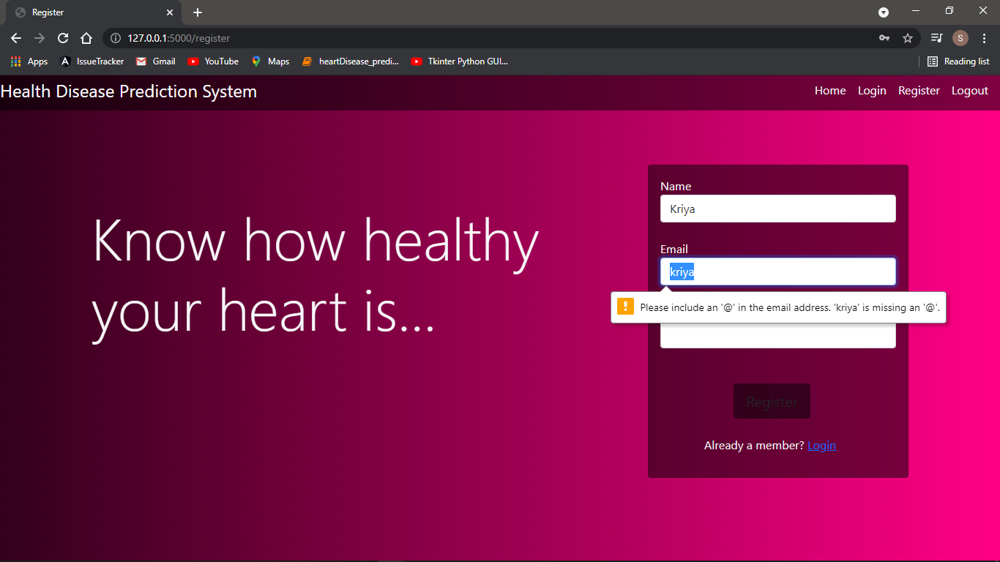 Register
127.0.0.1:5000/register
S
Apps IssueTracker Gmail YouTube Maps heartDisease_predi... Tkinter Python GUI... Reading list
Health Disease Prediction System
Home Login Register Logout
Know how healthy
your heart is...
Name
Kriya
Email
kriya
Please include an '@' in the email address. 'kriya' is missing an '@'.
Register
Already a member? Login